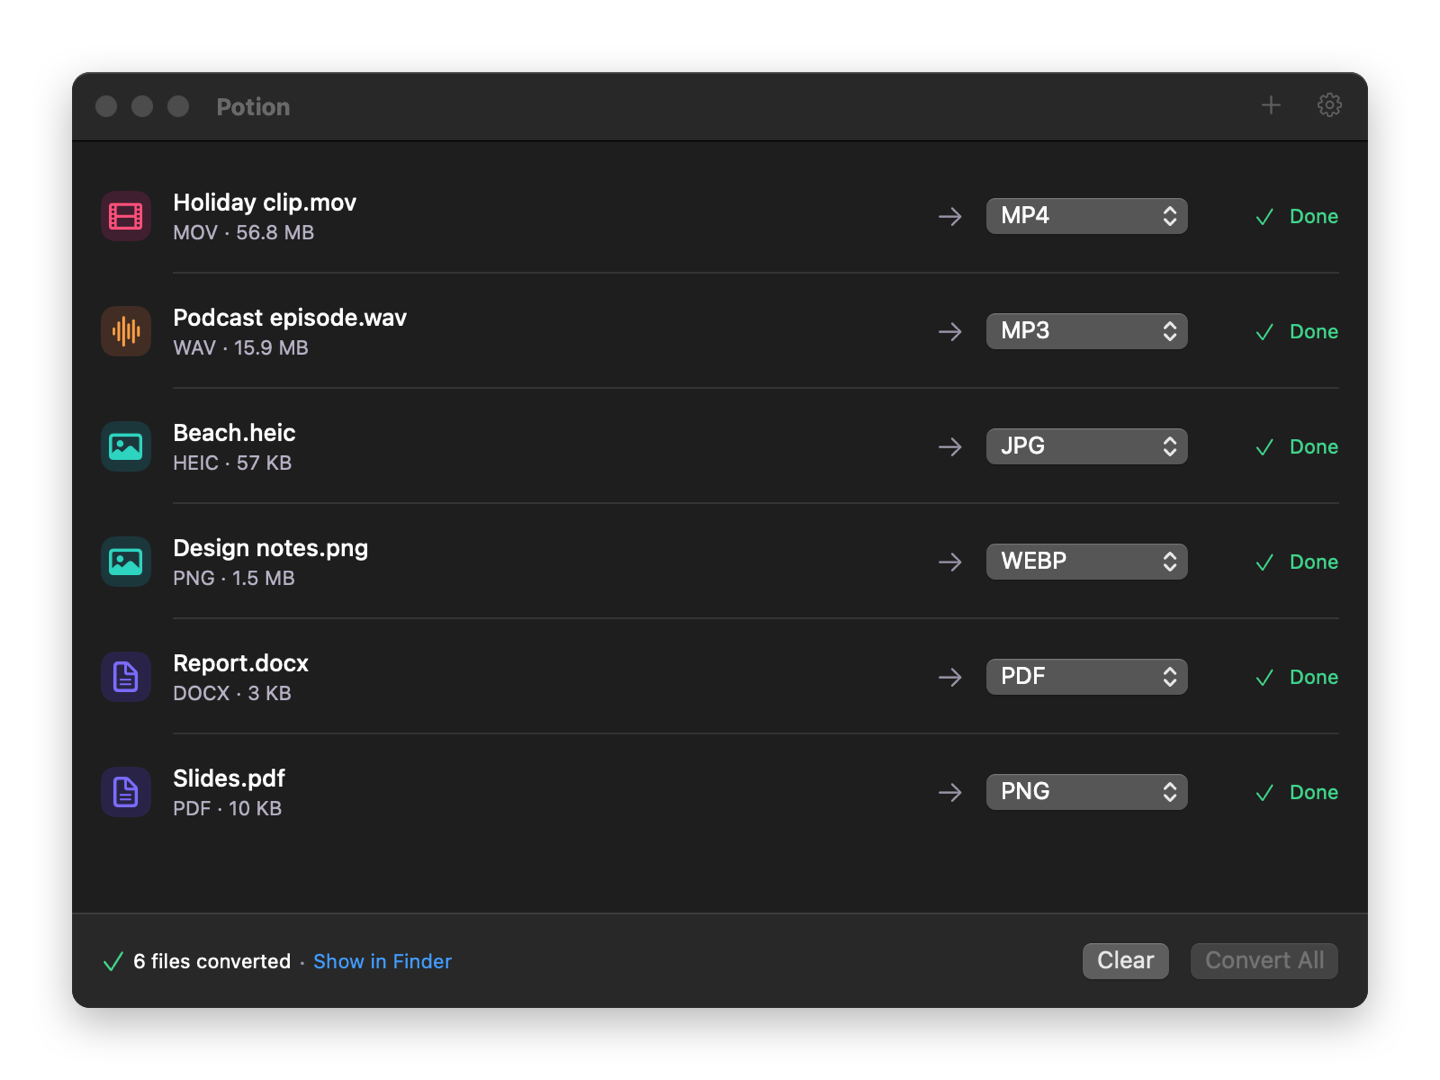 Potion
Holiday clip.mov
MOV · 56.8 MB
MP4
Done
Podcast episode.wav
WAV · 15.9 MB
MP3
Done
Beach.heic
HEIC · 57 KB
JPG
Done
Design notes.png
PNG · 1.5 MB
WEBP
Done
Report.docx
DOCX · 3 KB
PDF
Done
Slides.pdf
PDF · 10 KB
PNG
Done
6 files converted · Show in Finder
Clear
Convert All